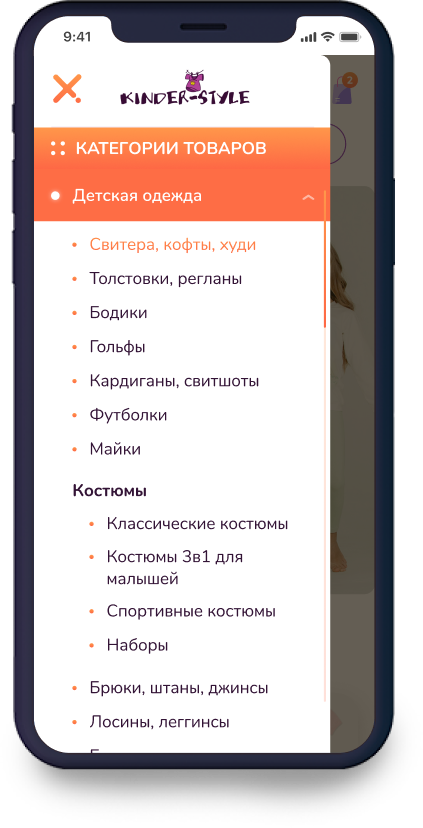 9:41
KINDER-STYLE
2
КАТЕГОРИИ ТОВАРОВ
Детская одежда
Свитера, кофты, худи
Толстовки, регланы
Бодики
Гольфы
Кардиганы, свитшоты
Футболки
Майки
Костюмы
Классические костюмы
Костюмы 3в1 для
малышей
Спортивные костюмы
Наборы
Брюки, штаны, джинсы
Лосины, леггинсы